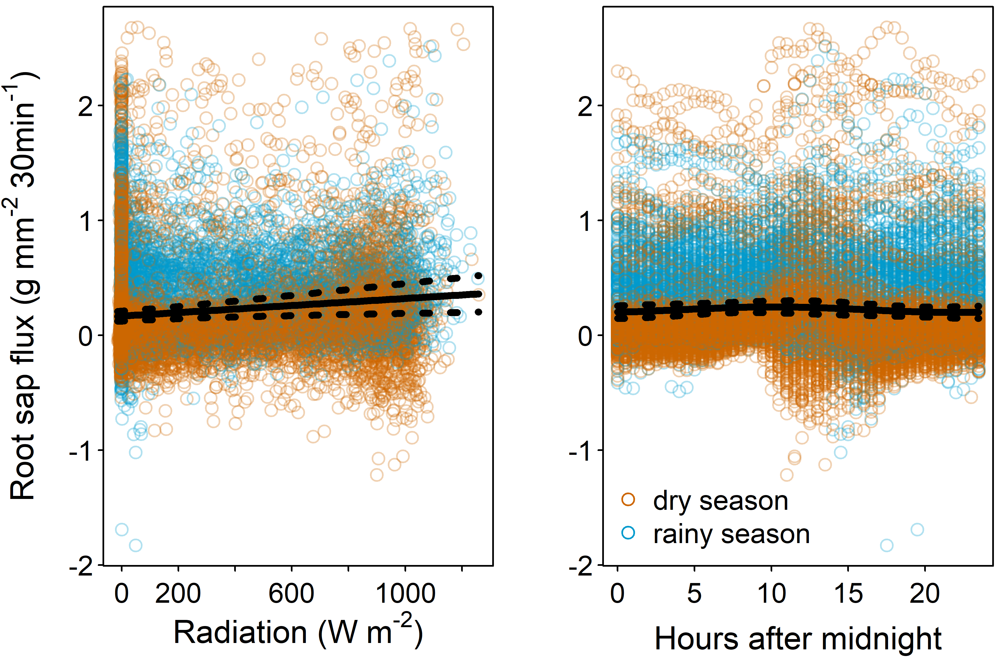 Root sap flux (g mm⁻² 30min⁻¹)
2
1
0
-1
-2
0 200 600 1000
Radiation (W m⁻²)
2
1
0
-1
-2
dry season
rainy season
0 5 10 15 20
Hours after midnight